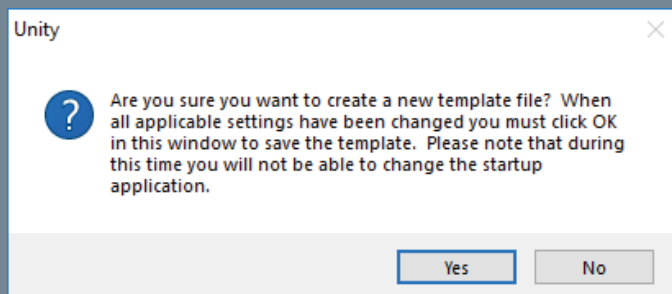 Unity
Are you sure you want to create a new template file?  When
all applicable settings have been changed you must click OK
in this window to save the template.  Please note that during
this time you will not be able to change the startup
application.
Yes
No